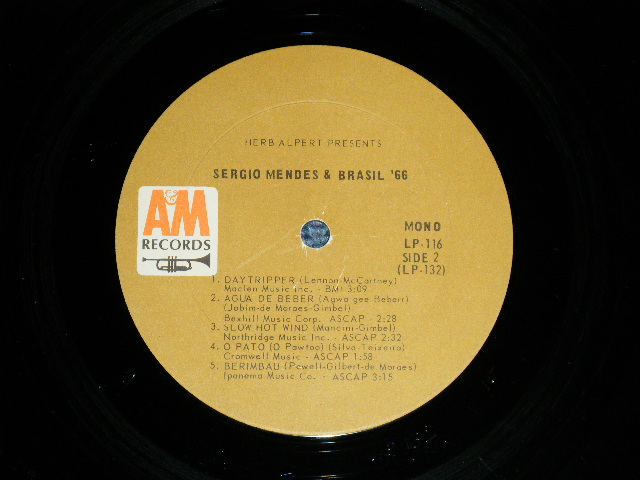 HERB ALPERT PRESENTS
SERGIO MENDES & BRASIL '66
A&M
RECORDS
MONO
LP-116
SIDE 2
(LP-132)
1. DAYTRIPPER (Lennon-McCartney)
Maclen Music Inc. - BMI 3:09
2. AGUA DE BEBER (Agwa gee Beberr)
(Jobim-de Moraes-Gimbel)
Bexhill Music Corp. ASCAP - 2:28
3. SLOW HOT WIND (Mancini-Gimbel)
Northridge Music Inc. - ASCAP 2:32
4. O PATO (O Pawtoo) (Silva-Teixeira)
Cromwell Music - ASCAP 1:58
5. BERIMBAU (Powell-Gilbert-de Moraes)
Ipanema Music Co. - ASCAP 3:15